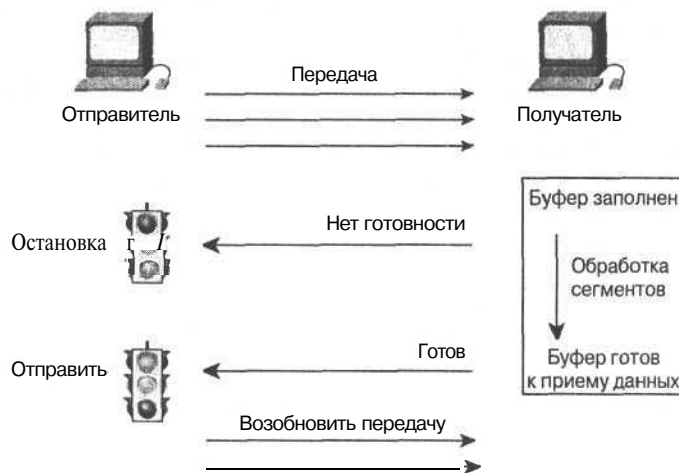 Передача
Отправитель
Получатель
Буфер заполнен
Нет готовности
Остановка
Обработка
сегментов
Готов
Отправить
Буфер готов
к приему данных
Возобновить передачу